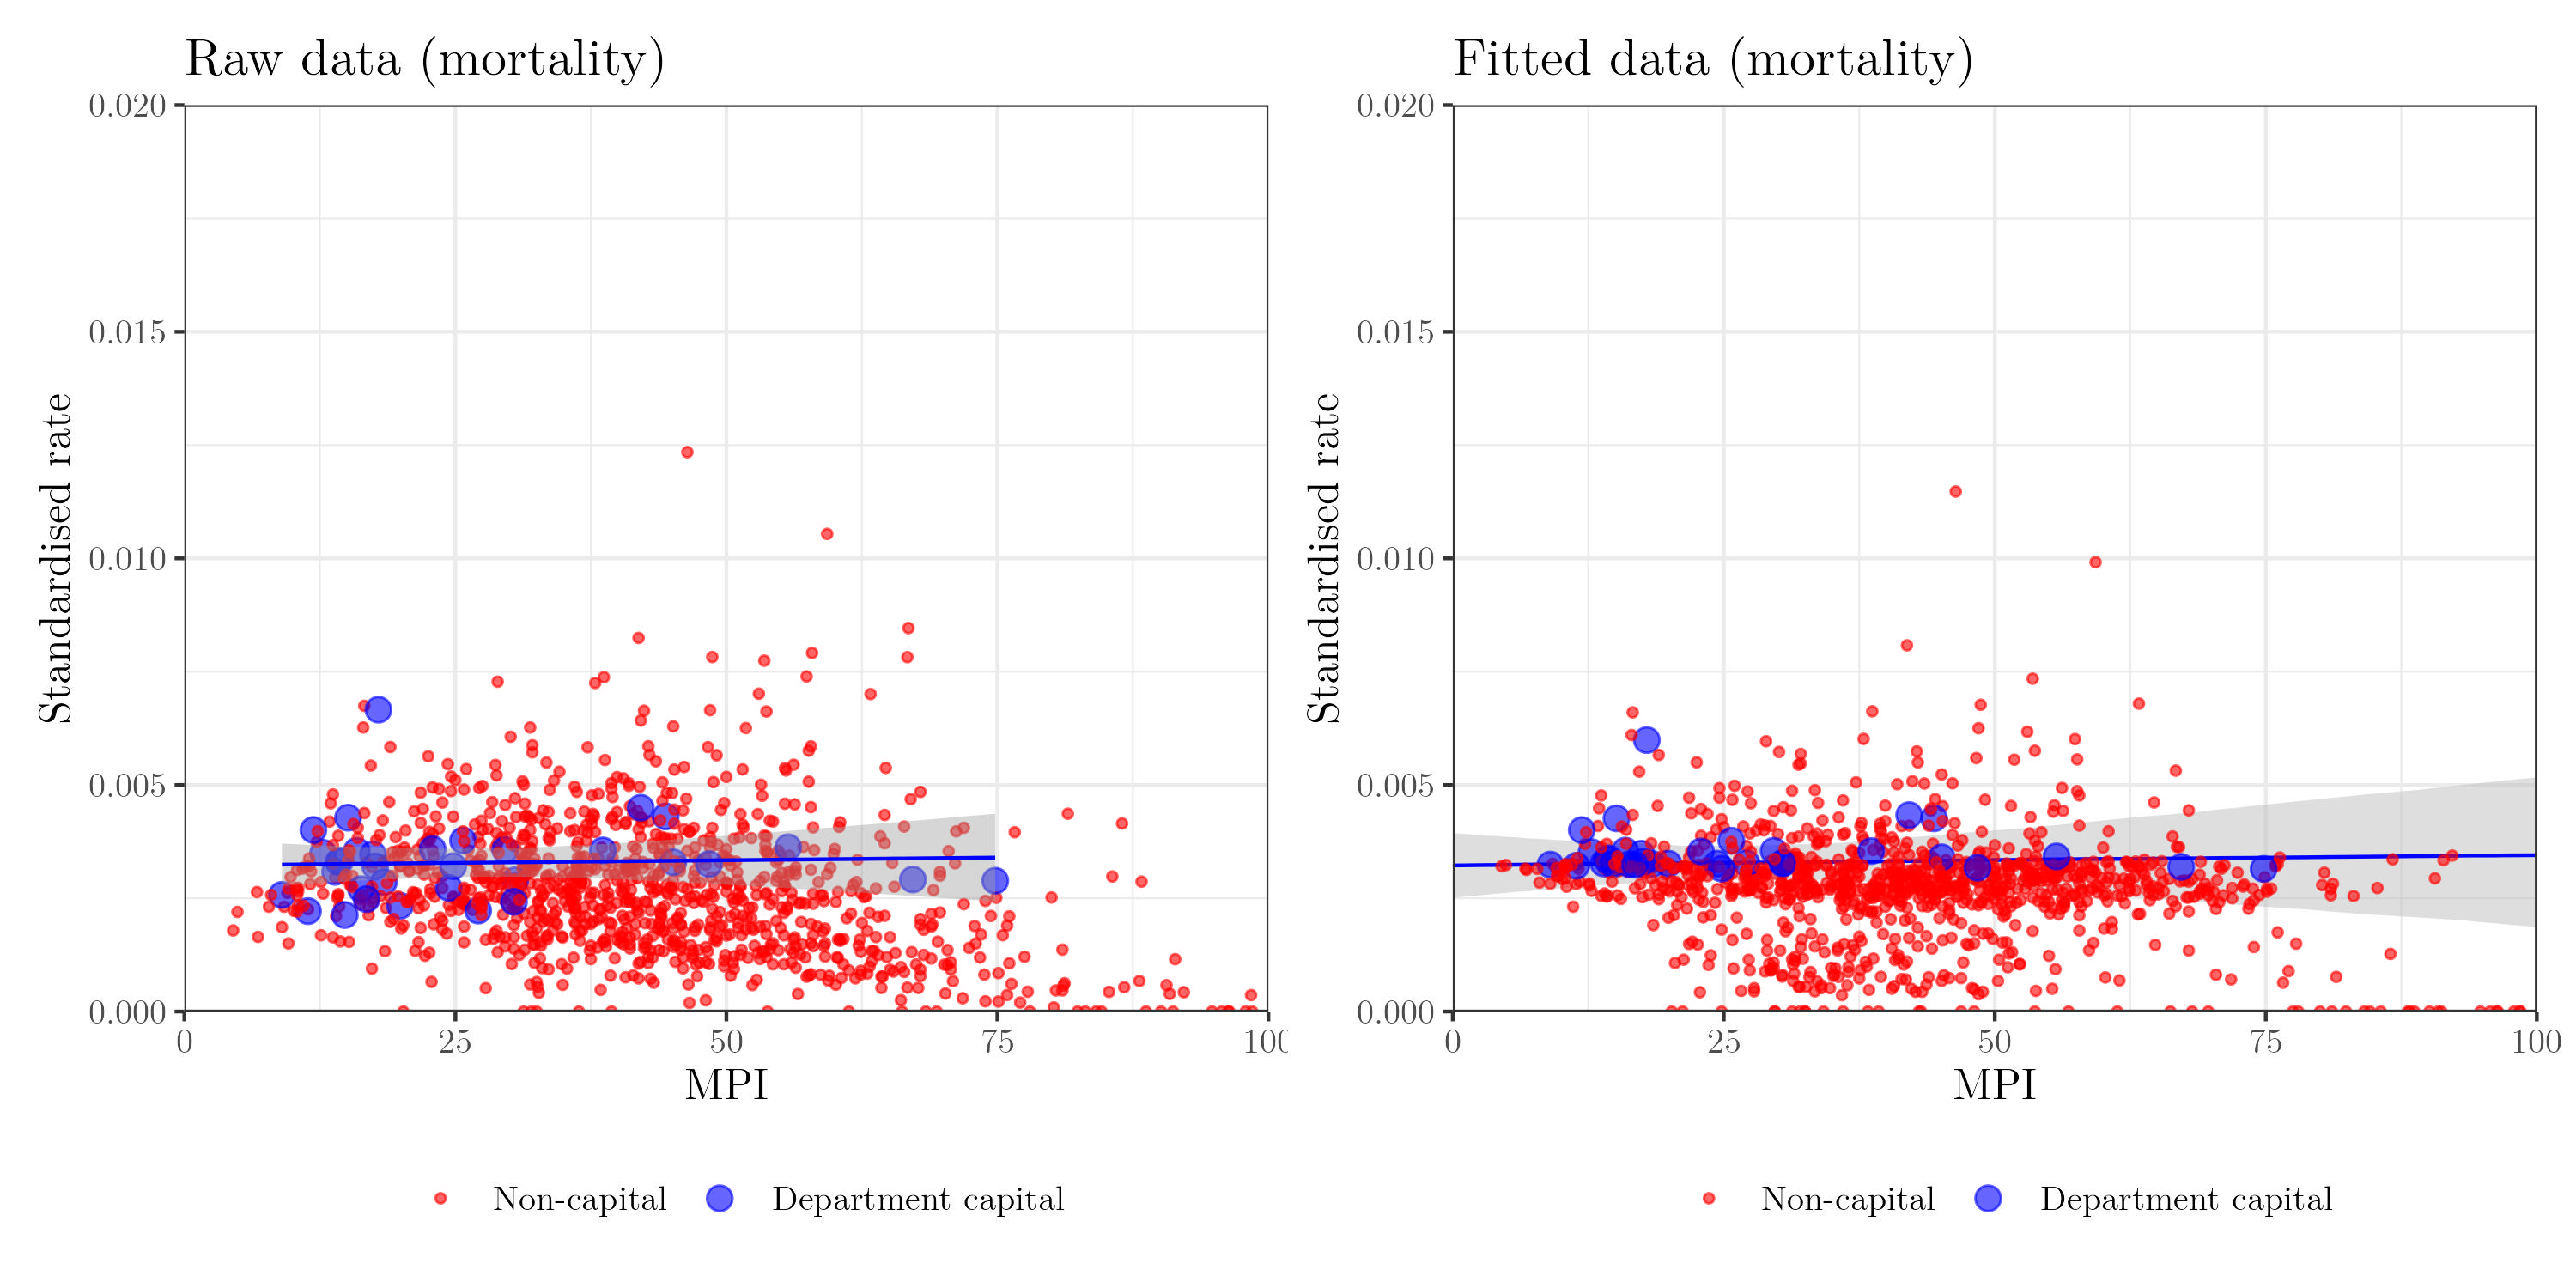 Raw data (mortality)
Standardised rate
0.020
0.015
0.010
0.005
0.000
0
25
50
75
100
MPI
Non-capital
Department capital
Fitted data (mortality)
Standardised rate
0.020
0.015
0.010
0.005
0.000
0
25
50
75
100
MPI
Non-capital
Department capital